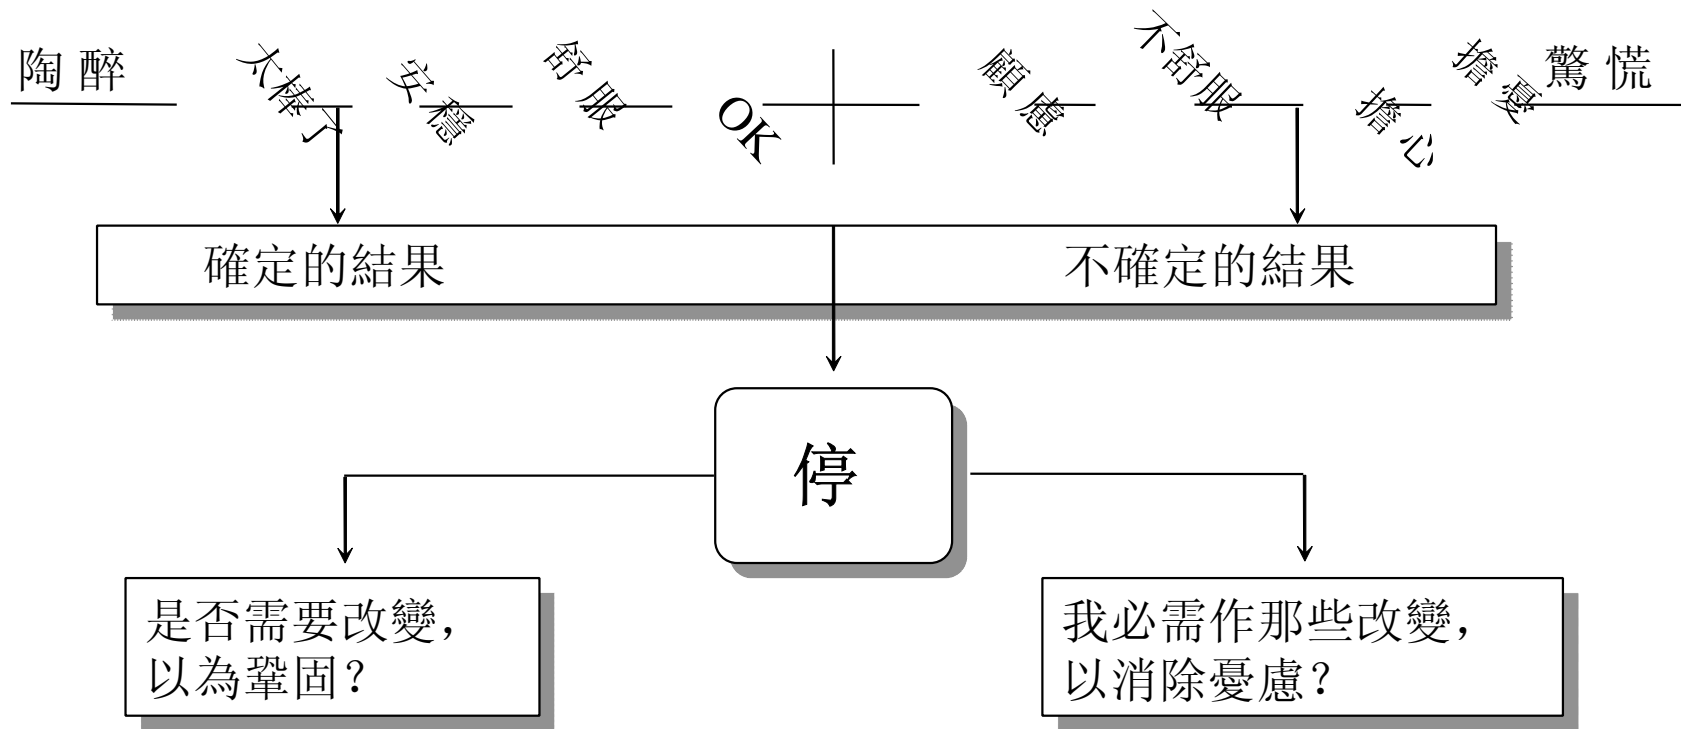 陶醉
太棒了
安穩
舒服
OK
顧慮
不舒服
擔心
擔憂
驚慌
確定的結果
不確定的結果
停
是否需要改變，
以為鞏固？
我必需作那些改變，
以消除憂慮？